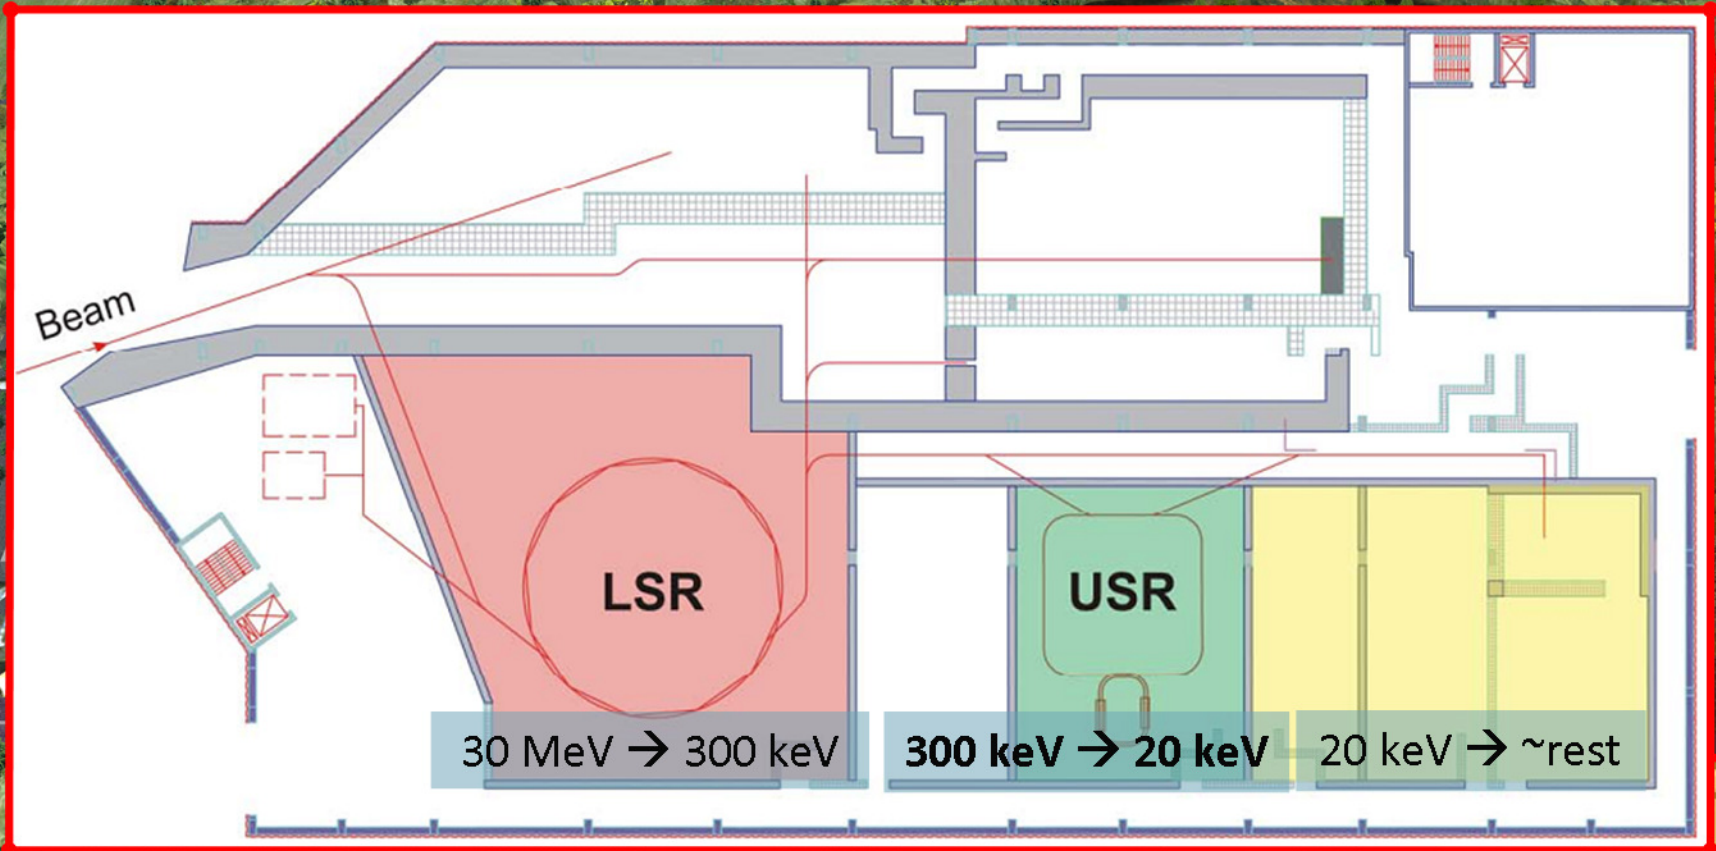 Beam
LSR
USR
30 MeV → 300 keV
300 keV → 20 keV
20 keV → ~rest